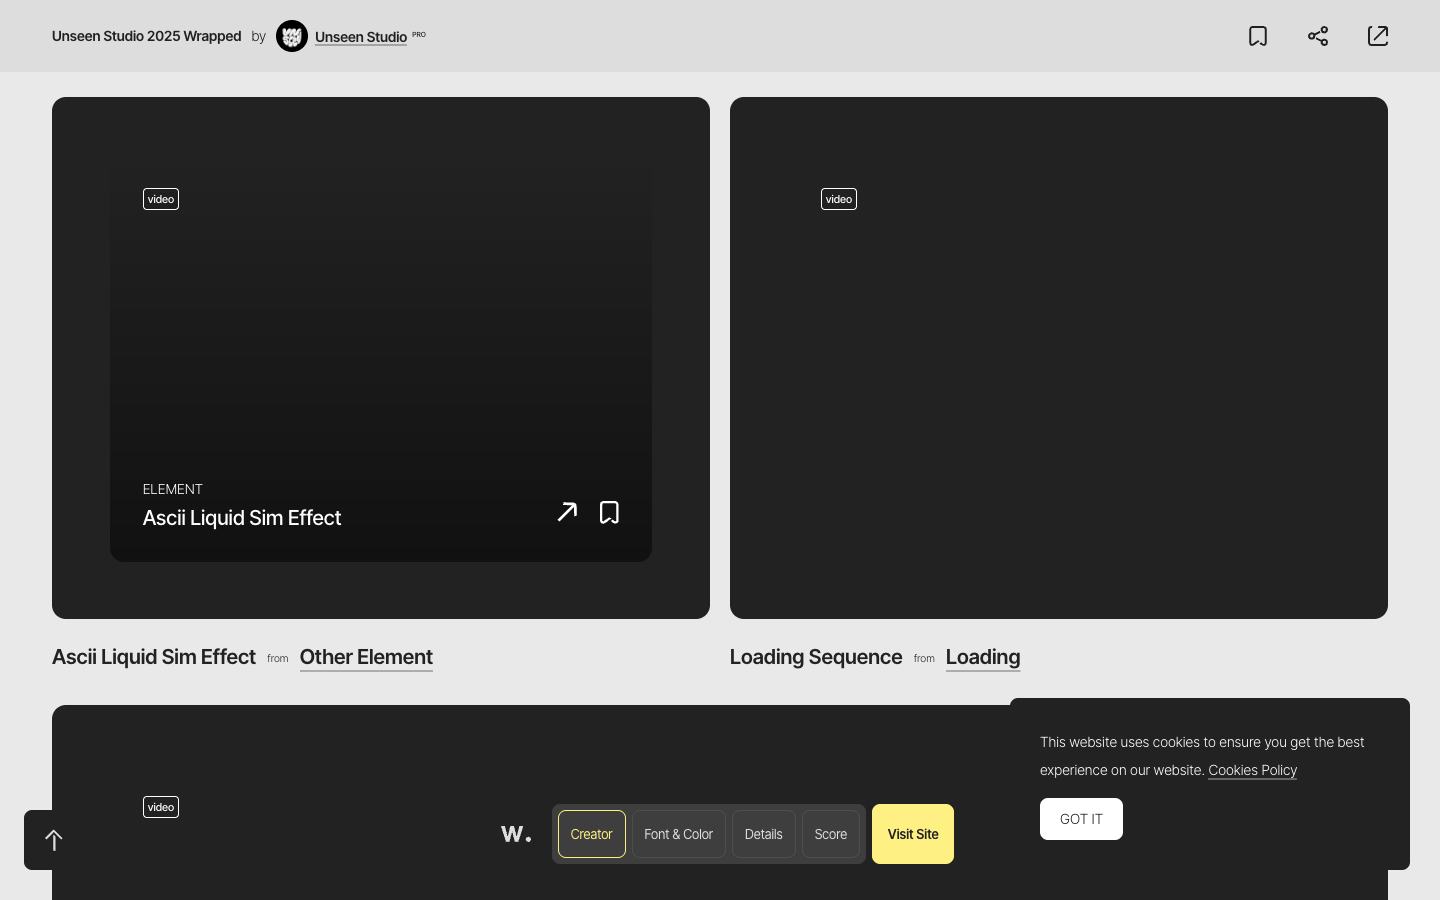 Unseen Studio 2025 Wrapped by Unseen Studio PRO
video
video
ELEMENT
Ascii Liquid Sim Effect
Ascii Liquid Sim Effect from Other Element
Loading Sequence from Loading
This website uses cookies to ensure you get the best
experience on our website. Cookies Policy
GOT IT
video
W. Creator Font & Color Details Score Visit Site